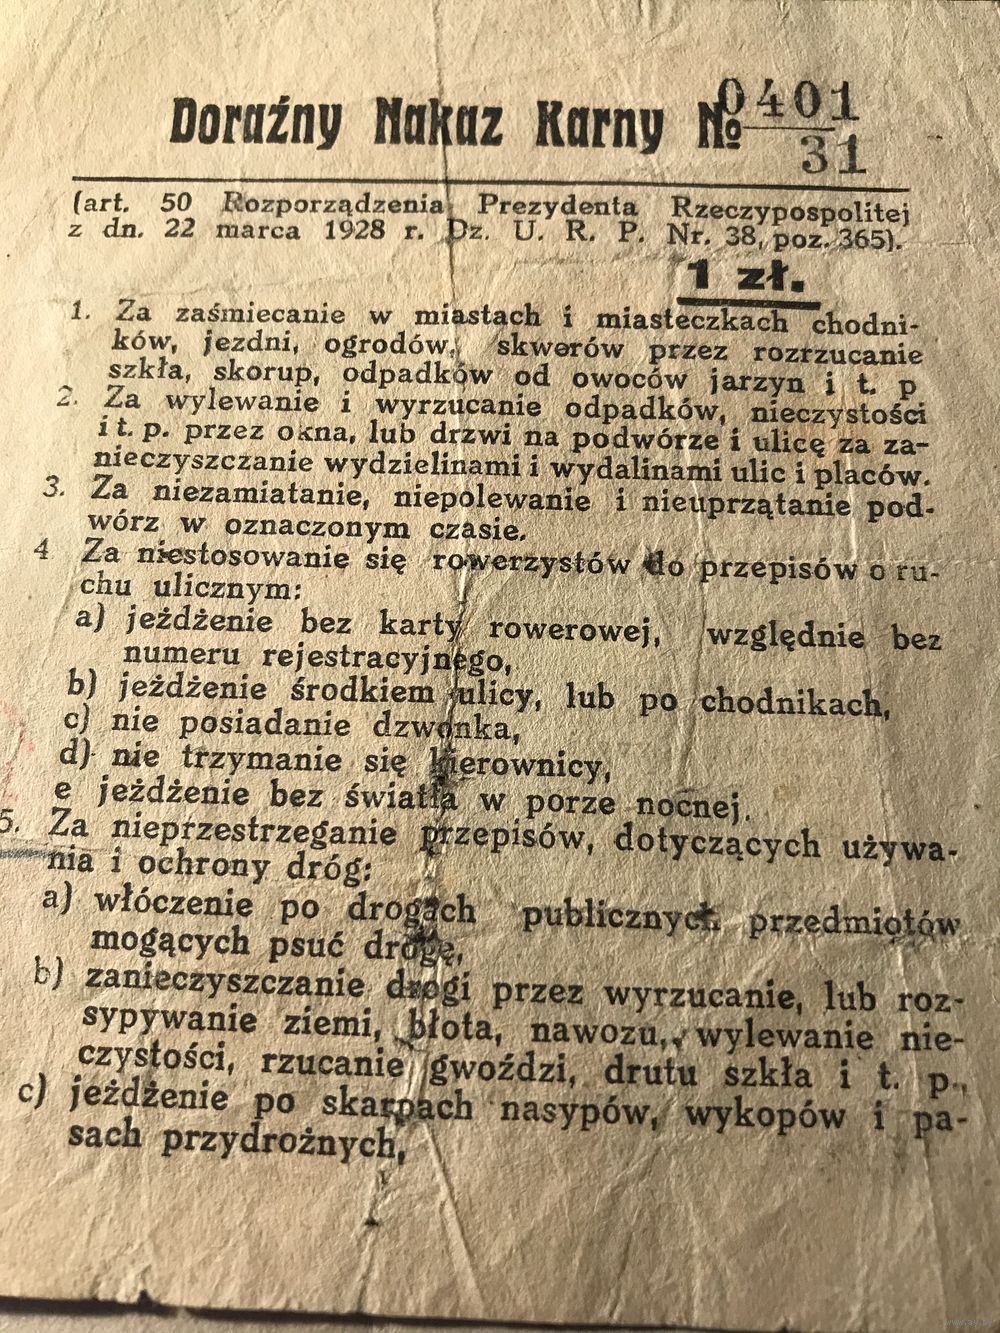 Doraźny Nakaz Karny № 0401
31
(art. 50 Rozporządzenia Prezydenta Rzeczypospolitej
z dn. 22 marca 1928 r. Dz. U. R. P. Nr. 38, poz. 365).
1 zł.
1. Za zaśmiecanie w miastach i miasteczkach chodni-
ków, jezdni, ogrodów, skwerów przez rozrzucanie
szkła, skorup, odpadków od owoców jarzyn i t. p
2. Za wylewanie i wyrzucanie odpadków, nieczystości
i t. p. przez okna, lub drzwi na podwórze i ulicę za za-
nieczyszczanie wydzielinami i wydalinami ulic i placów.
3. Za niezamiatanie, niepolewanie i nieuprzątanie pod-
wórz w oznaczonym czasie.
4 Za niestosowanie się rowerzystów do przepisów o ru-
chu ulicznym:
a) jeżdżenie bez karty rowerowej, względnie bez
numeru rejestracyjnego,
b) jeżdżenie środkiem ulicy, lub po chodnikach,
c) nie posiadanie dzwonka,
d) nie trzymanie się kierownicy,
e jeżdżenie bez światła w porze nocnej.
5. Za nieprzestrzeganie przepisów, dotyczących używa-
nia i ochrony dróg:
a) włóczenie po drogach publicznych przedmiotów
mogących psuć drogę,
b) zanieczyszczanie drogi przez wyrzucanie, lub roz-
sypywanie ziemi, błota, nawozu, wylewanie nie-
czystości, rzucanie gwoździ, drutu szkła i t. p.,
c) jeżdżenie po skarpach nasypów, wykopów i pa-
sach przydrożnych,